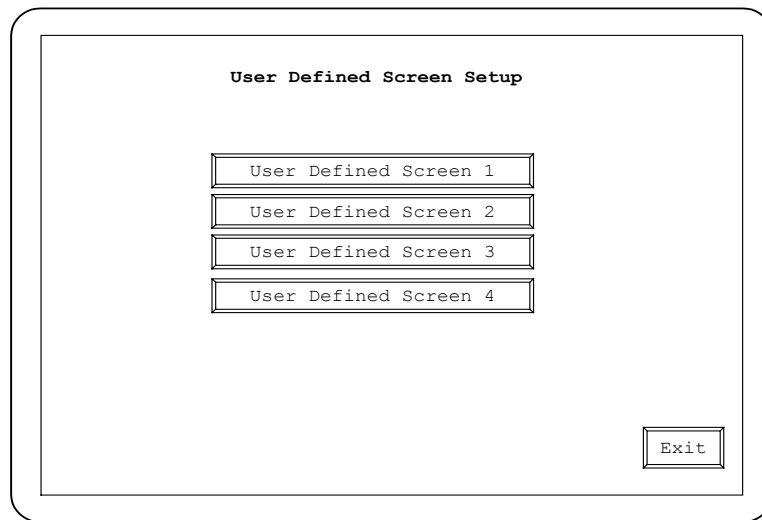 User Defined Screen Setup
User Defined Screen 1
User Defined Screen 2
User Defined Screen 3
User Defined Screen 4
Exit